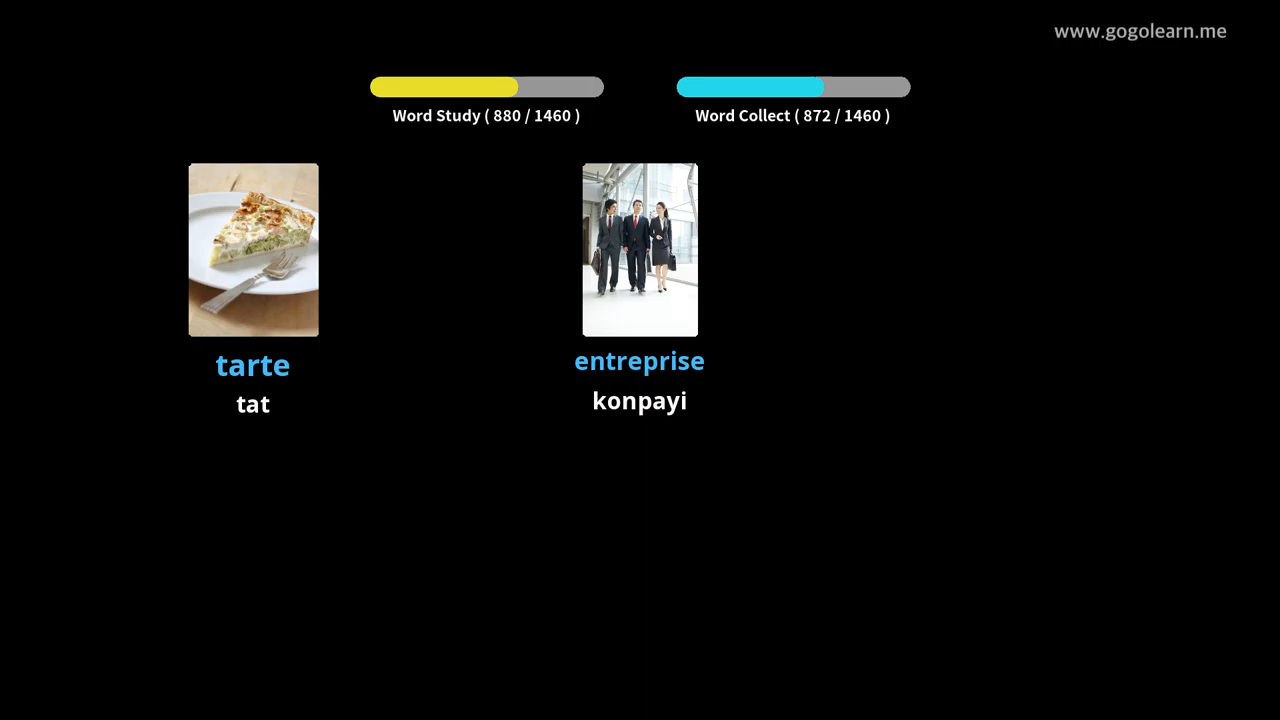 www.gogolearn.me
Word Study ( 880 / 1460 )
Word Collect ( 872 / 1460 )
tarte
tat
entreprise
konpayi